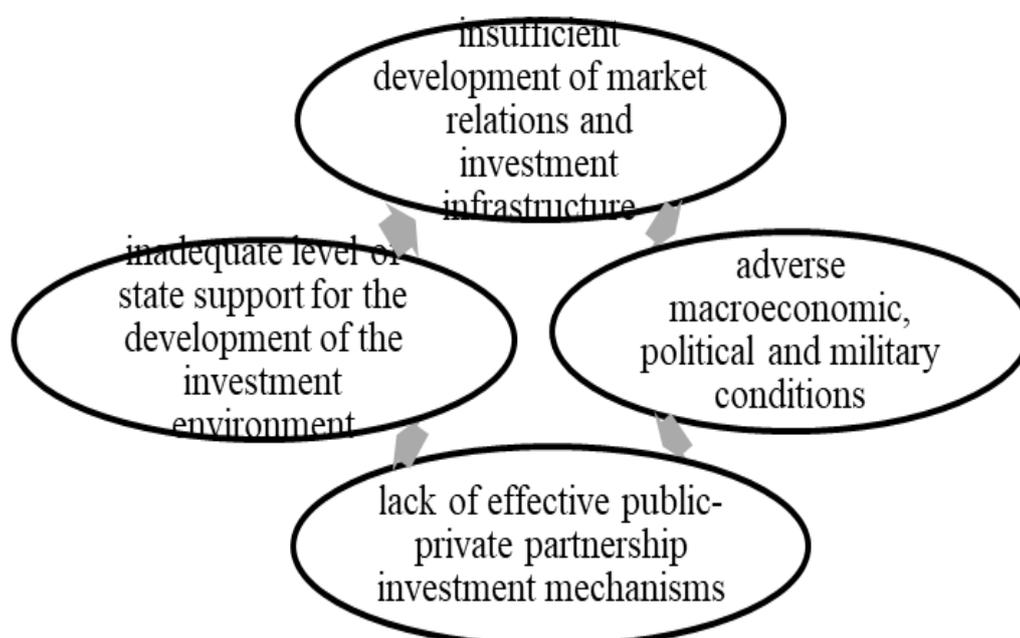 insufficient
development of market
relations and
investment
infrastructure
inadequate level of
state support for the
development of the
investment
environment
adverse
macroeconomic,
political and military
conditions
lack of effective public-
private partnership
investment mechanisms